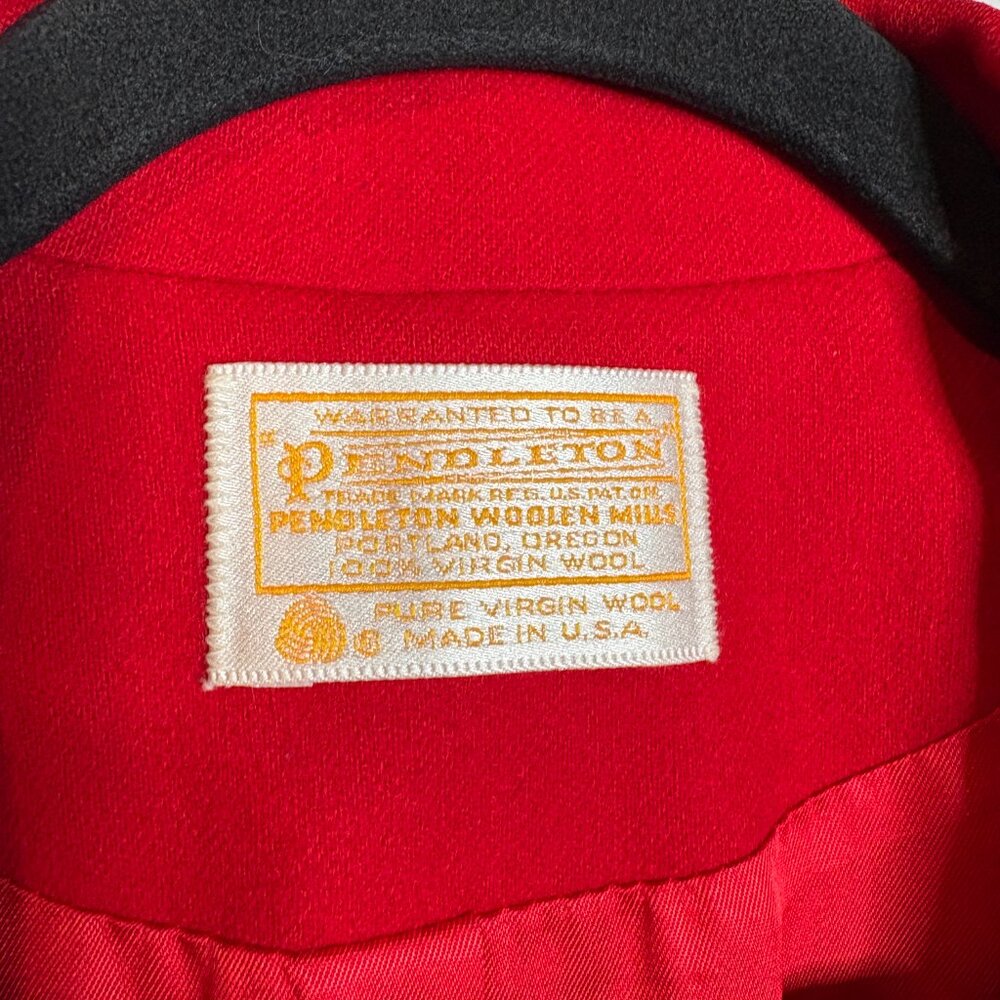 WARRANTED TO BE A
"PENDLETON"
TRADE MARK REG. U.S. PAT. OFF.
PENDLETON WOOLEN MILLS
PORTLAND, OREGON
100% VIRGIN WOOL
PURE VIRGIN WOOL
® MADE IN U.S.A.